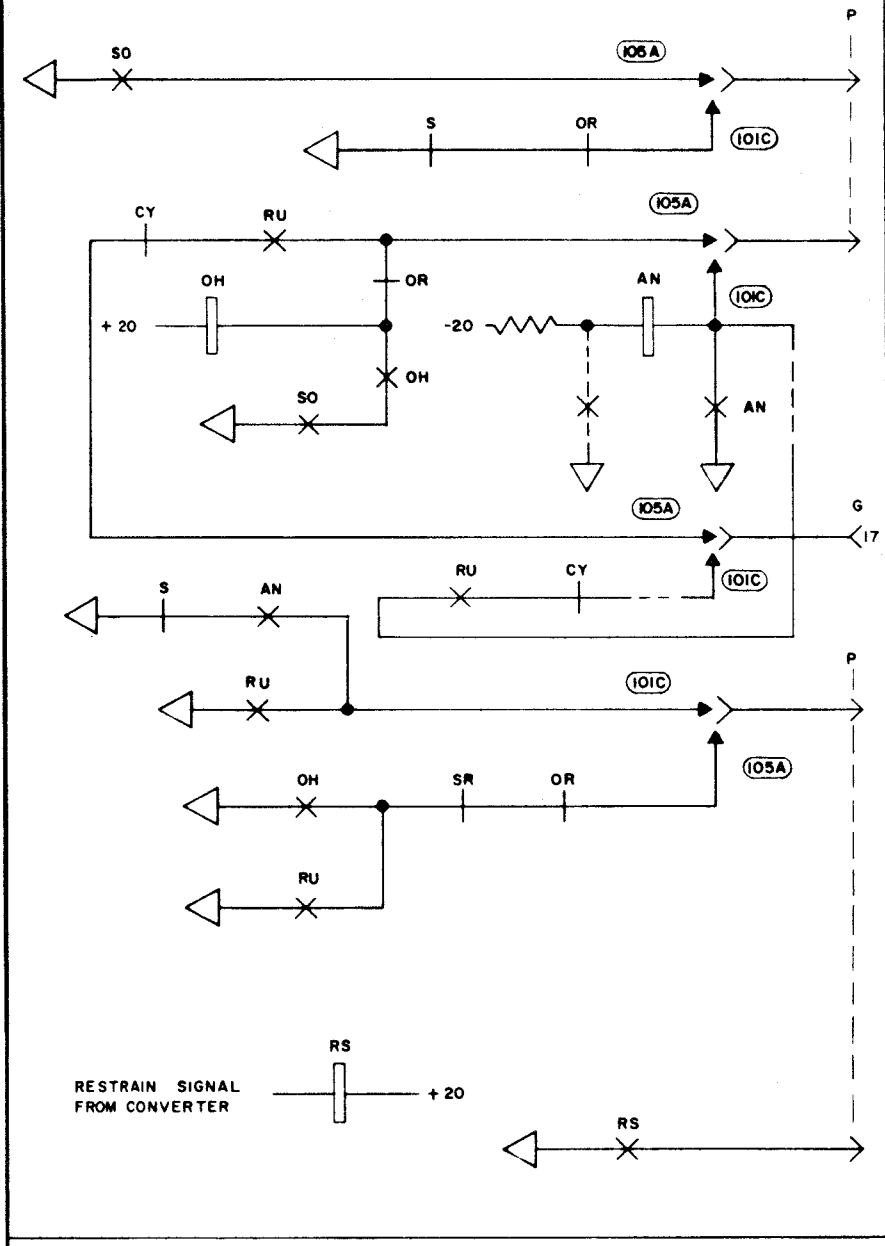 P
SO
105A
S
OR
101C
CY
RU
105A
OH
OR
AN
101C
+ 20
-20
OH
SO
AN
105A
G
17
RU
CY
101C
S
AN
RU
101C
P
OH
SR
OR
105A
RU
RS
RESTRAIN SIGNAL
FROM CONVERTER
+ 20
RS